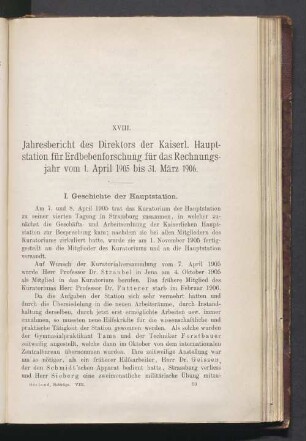 XVIII.
Jahresbericht des Direktors der Kaiserl. Haupt-
station für Erdbebenforschung für das Rechnungs-
jahr vom 1. April 1905 bis 31. März 1906.
I. Geschichte der Hauptstation.
Am 7. und 8. April 1905 trat das Kuratorium der Hauptstation
zu seiner vierten Tagung in Strassburg zusammen, in welcher zu-
nächst die Geschäfts- und Arbeitsordnung der Kaiserlichen Haupt-
station zur Besprechung kam; nachdem sie bei allen Mitgliedern des
Kuratoriums zirkuliert hatte, wurde sie am 1. November 1905 fertig-
gestellt an die Mitglieder des Kuratoriums und an die Hauptstation
versandt.
Auf Wunsch der Kuratoriumsversammlung vom 7. April 1905
wurde Herr Professor Dr. Straubel in Jena am 4. Oktober 1905
als Mitglied in das Kuratorium berufen. Das frühere Mitglied des
Konsortiums Herr Professor Dr. Futterer starb im Februar 1906.
Da die Aufgaben der Station sich sehr vermehrt hatten und
durch die Übersiedelung in die neuen Arbeitsräume, durch Instand-
haltung derselben, durch jetzt erst ermöglichte Arbeiten usw. immer
zunahmen, so mussten neue Hilfskräfte für die wissenschaftliche und
praktische Tätigkeit der Station gewonnen werden. Als solche wurden
der Gymnasialpraktikant Tams und der Techniker Forstbauer
zeitweilig angestellt, welche dann im Oktober von dem internationalen
Zentralbureau übernommen wurden. Ihre zeitweilige Anstellung war
um so nötiger, als ein früherer Hilfsarbeiter, Herr Dr.
der den Schmidt'schen Apparat bedient hatte, Strassburg verliess
und Herr Sieberg eine zweimonatliche militärische Übung mitzu-
Gerland, Beiträge. VIII.